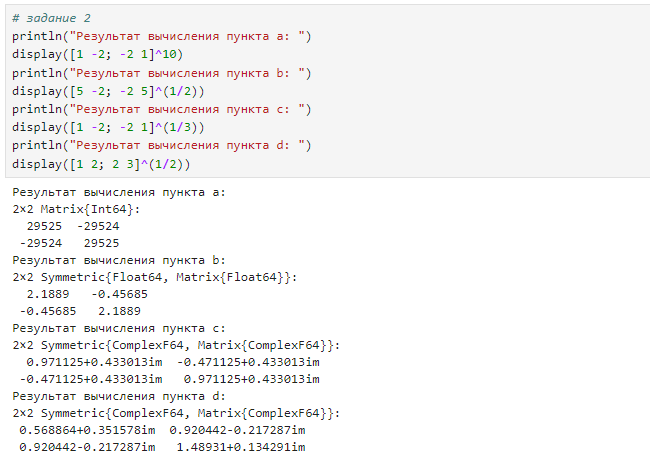 # задание 2
println("Результат вычисления пункта a: ")
display([1 -2; -2 1]^10)
println("Результат вычисления пункта b: ")
display([5 -2; -2 5]^(1/2))
println("Результат вычисления пункта c: ")
display([1 -2; -2 1]^(1/3))
println("Результат вычисления пункта d: ")
display([1 2; 2 3]^(1/2))
Результат вычисления пункта a:
2×2 Matrix{Int64}:
29525 -29524
-29524 29525
Результат вычисления пункта b:
2×2 Symmetric{Float64, Matrix{Float64}}:
2.1889 -0.45685
-0.45685 2.1889
Результат вычисления пункта c:
2×2 Symmetric{ComplexF64, Matrix{ComplexF64}}:
0.971125+0.433013im -0.471125+0.433013im
-0.471125+0.433013im 0.971125+0.433013im
Результат вычисления пункта d:
2×2 Symmetric{ComplexF64, Matrix{ComplexF64}}:
0.568864+0.351578im 0.920442-0.217287im
0.920442-0.217287im 1.48931+0.134291im